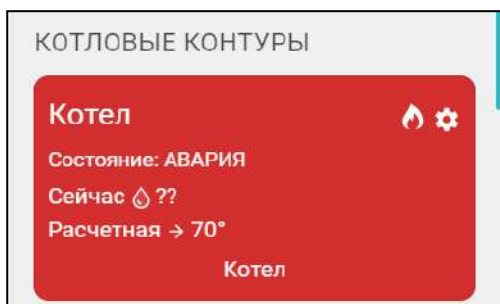 КОТЛОВЫЕ КОНТУРЫ
Котел
Состояние: АВАРИЯ
Сейчас ??
Расчетная → 70°
Котел